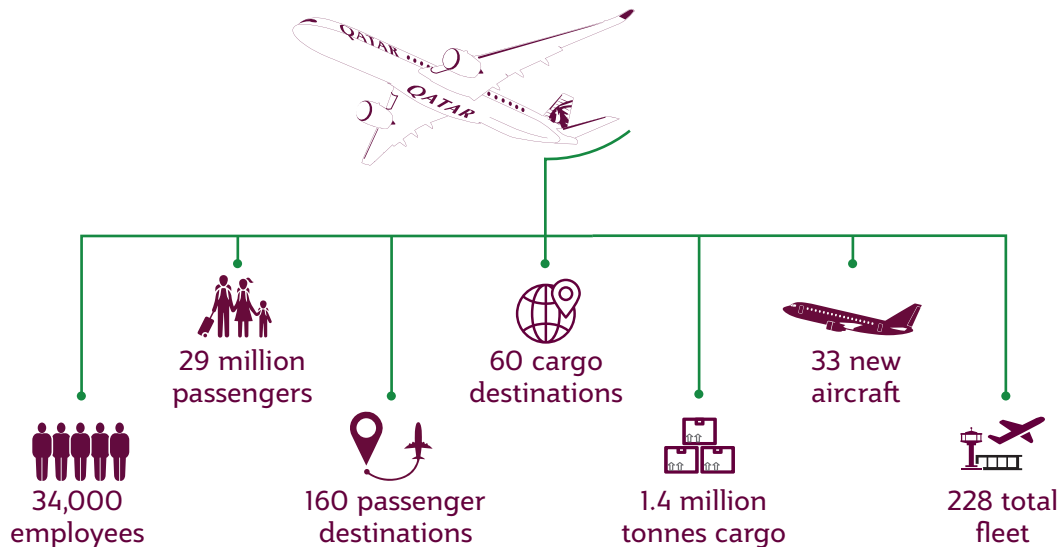 QATAR
QATAR
29 million
passengers
60 cargo
destinations
33 new
aircraft
34,000
employees
160 passenger
destinations
1.4 million
tonnes cargo
228 total
fleet